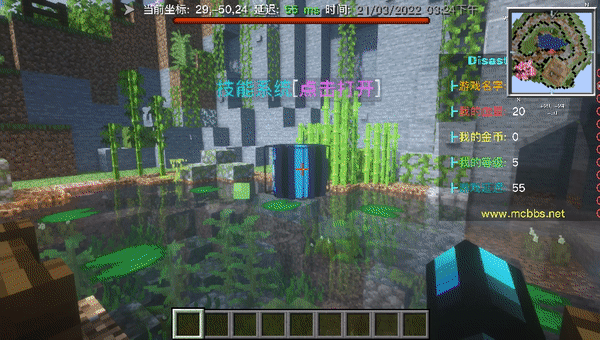 当前坐标: 29,-50,24 延迟: 55 ms 时间: 21/03/2022 03:24下午
技能系统[点击打开]
Disast
┣游戏名字:
20
┣我的金币: 0
┣我的等级: 5
55
www.mcbbs.net